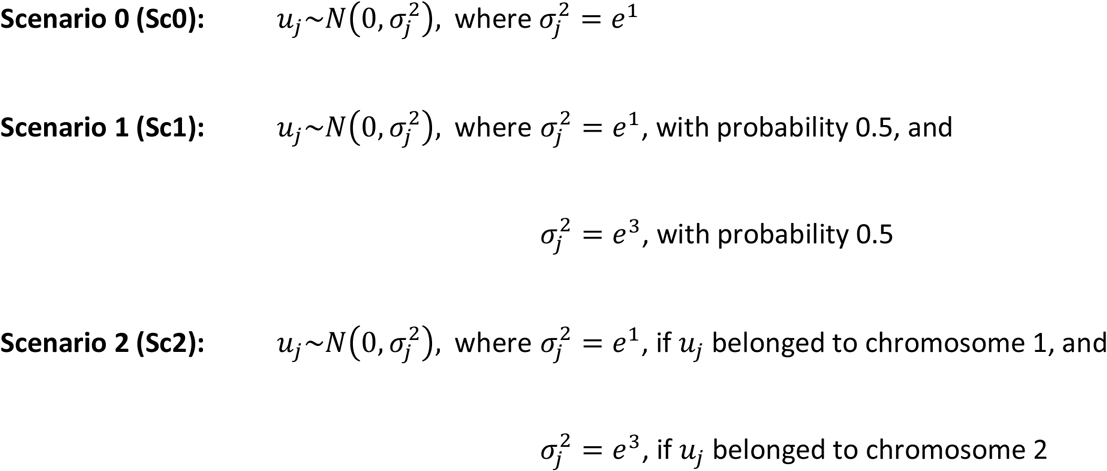 Scenario 0 (Sc0): u_j~N(0, σ_j^2), where σ_j^2 = e^1
Scenario 1 (Sc1): u_j~N(0, σ_j^2), where σ_j^2 = e^1, with probability 0.5, and
σ_j^2 = e^3, with probability 0.5
Scenario 2 (Sc2): u_j~N(0, σ_j^2), where σ_j^2 = e^1, if u_j belonged to chromosome 1, and
σ_j^2 = e^3, if u_j belonged to chromosome 2